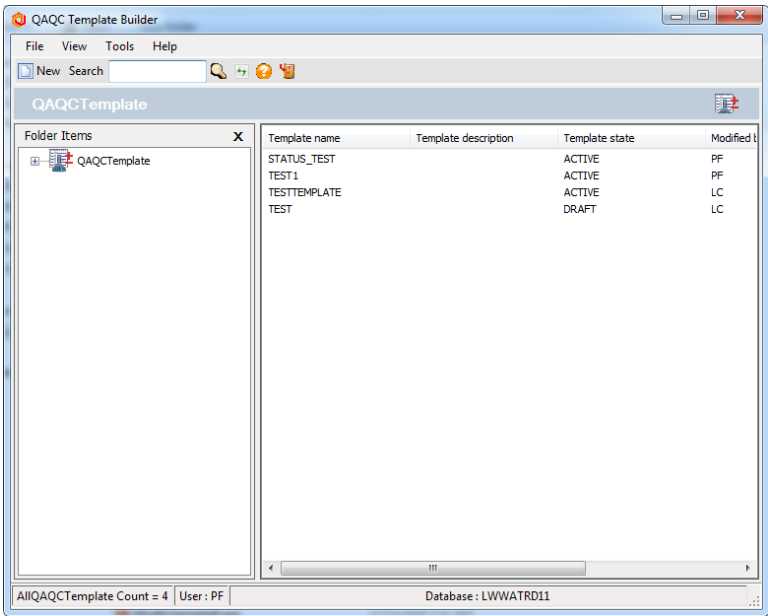 QAQC Template Builder
File View Tools Help
New Search
QAQCTemplate
Folder Items X
QAQCTemplate
Template name Template description Template state Modified b
STATUS_TEST ACTIVE PF
TEST1 ACTIVE PF
TESTTEMPLATE ACTIVE LC
TEST DRAFT LC
AllQAQCTemplate Count = 4 User : PF Database : LWWATRD11